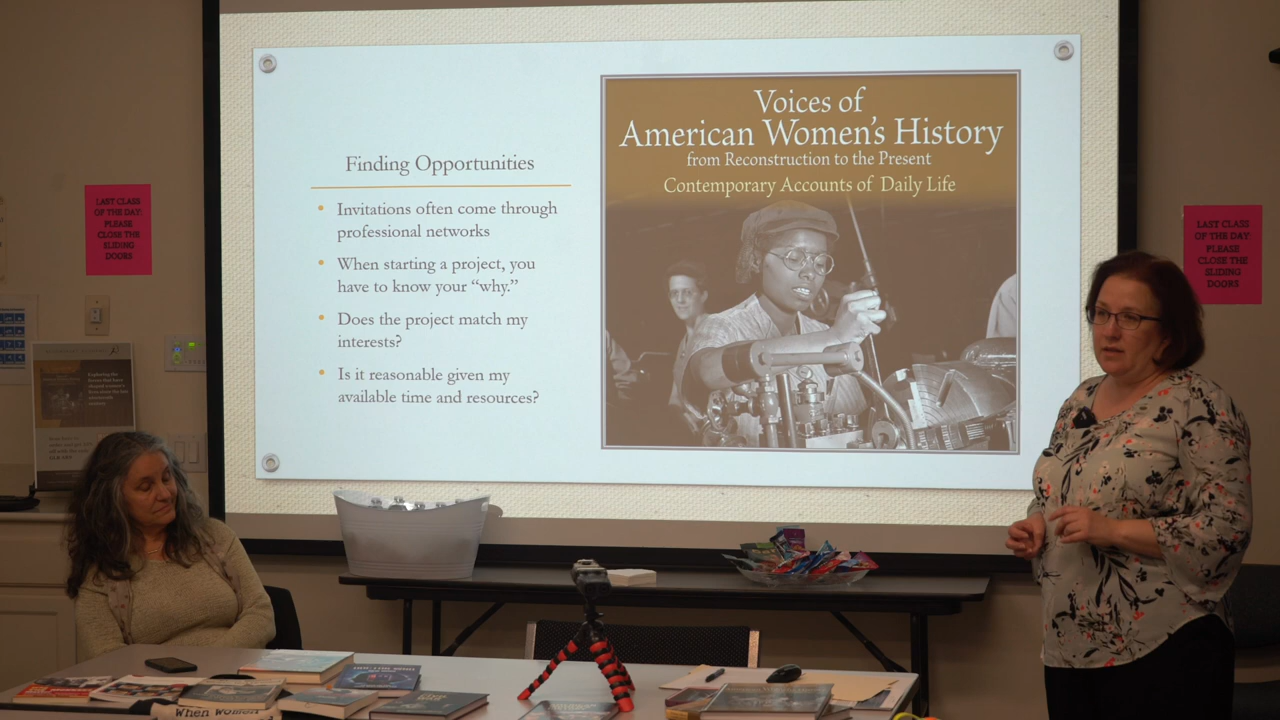 Voices of
American Women's History
from Reconstruction to the Present
Contemporary Accounts of Daily Life
Finding Opportunities
Invitations often come through
professional networks
When starting a project, you
have to know your “why.”
Does the project match my
interests?
Is it reasonable given my
available time and resources?
LAST CLASS
OF THE DAY:
PLEASE
CLOSE THE
SLIDING
DOORS
LAST CLASS
OF THE DAY:
PLEASE
CLOSE THE
SLIDING
DOORS
When Women